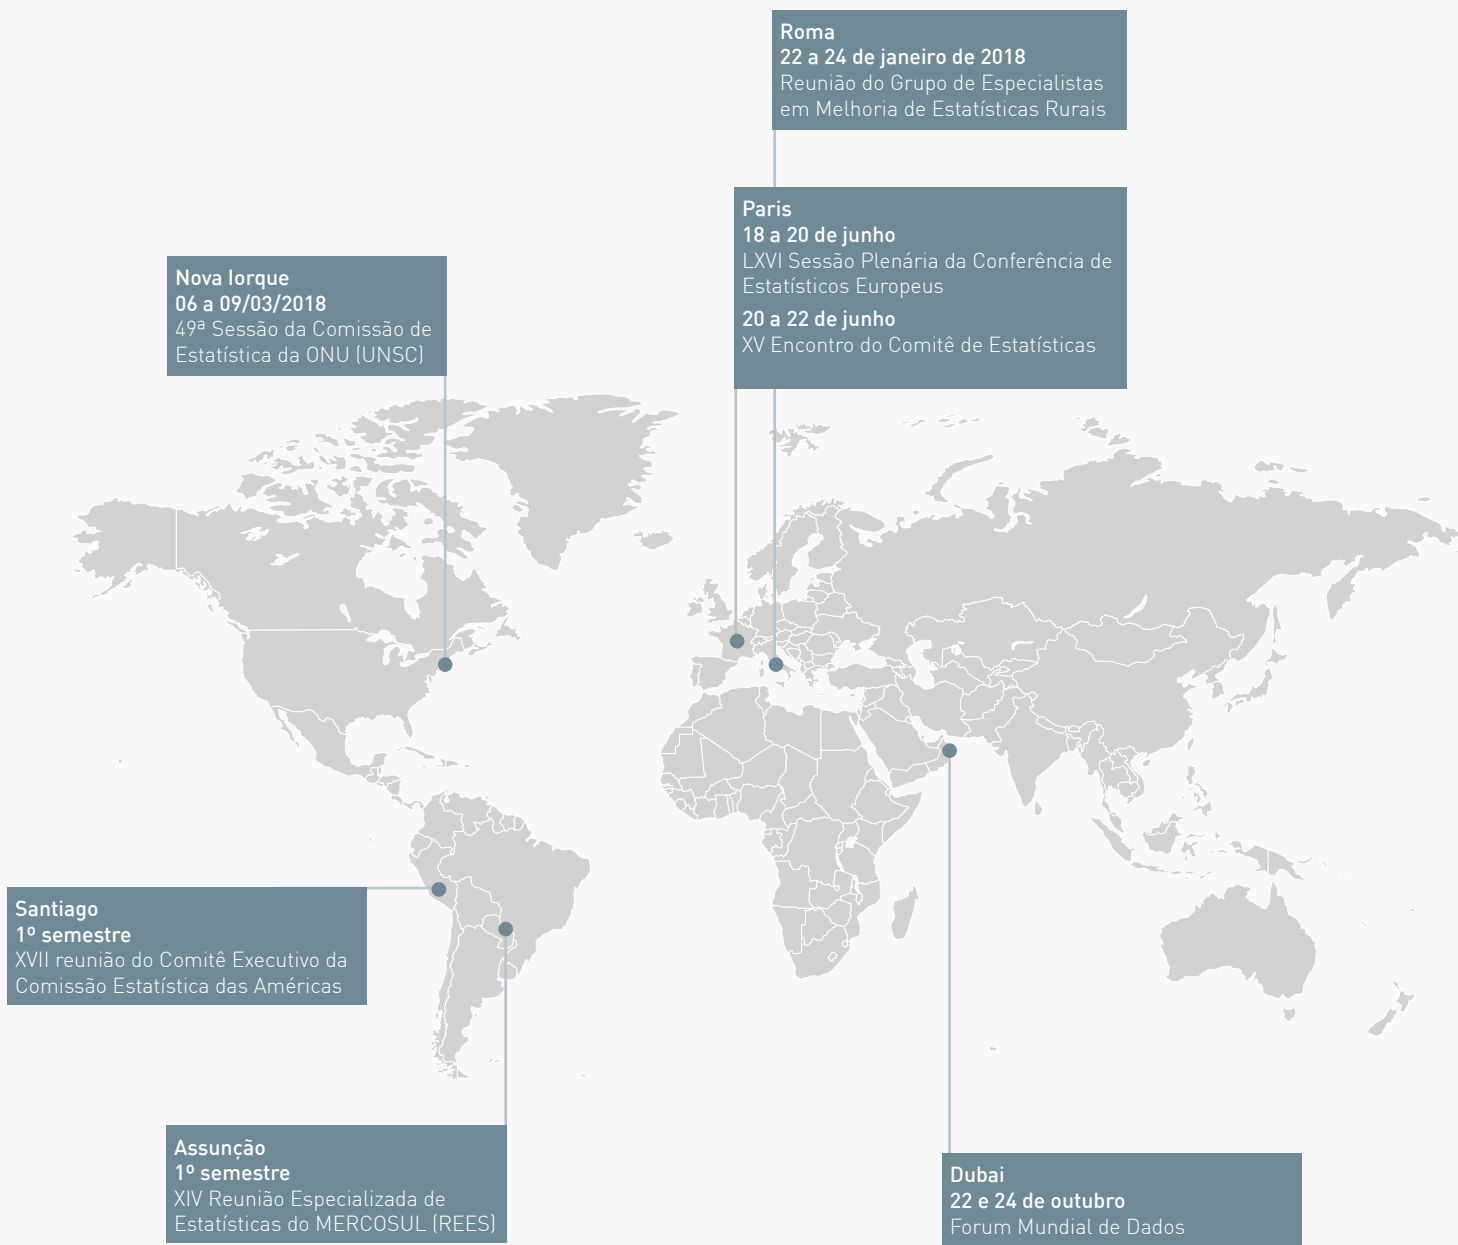 Roma
22 a 24 de janeiro de 2018
Reunião do Grupo de Especialistas
em Melhoria de Estatísticas Rurais
Paris
18 a 20 de junho
LXVI Sessão Plenária da Conferência de
Estatísticos Europeus
20 a 22 de junho
XV Encontro do Comitê de Estatísticas
Nova Iorque
06 a 09/03/2018
49ª Sessão da Comissão de
Estatística da ONU (UNSC)
Santiago
1º semestre
XVII reunião do Comitê Executivo da
Comissão Estatística das Américas
Assunção
1º semestre
XIV Reunião Especializada de
Estatísticas do MERCOSUL (REES)
Dubai
22 e 24 de outubro
Forum Mundial de Dados